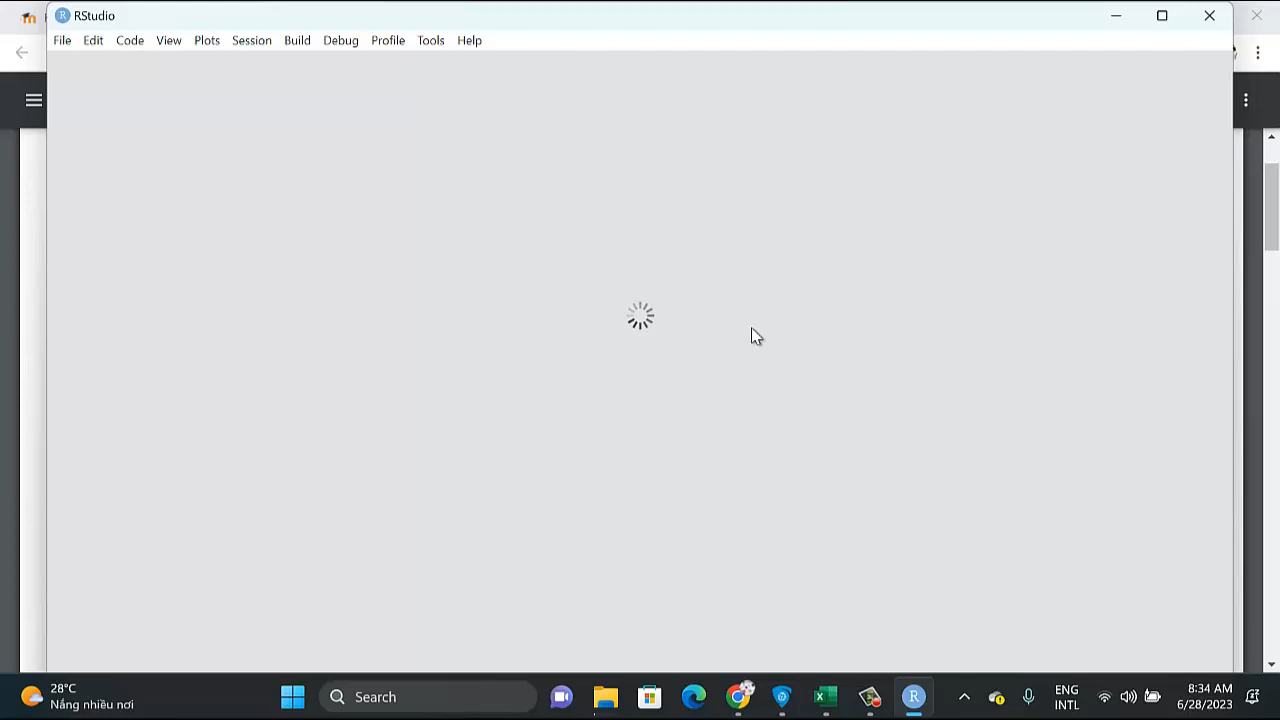 RStudio
File Edit Code View Plots Session Build Debug Profile Tools Help
28°C
Nắng nhiều nơi
Search
ENG
INTL
8:34 AM
6/28/2023